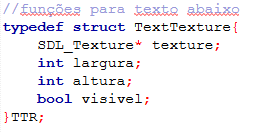 //funções para texto abaixo
typedef struct TextTexture{
    SDL_Texture* texture;
    int largura;
    int altura;
    bool visivel;
}TTR;